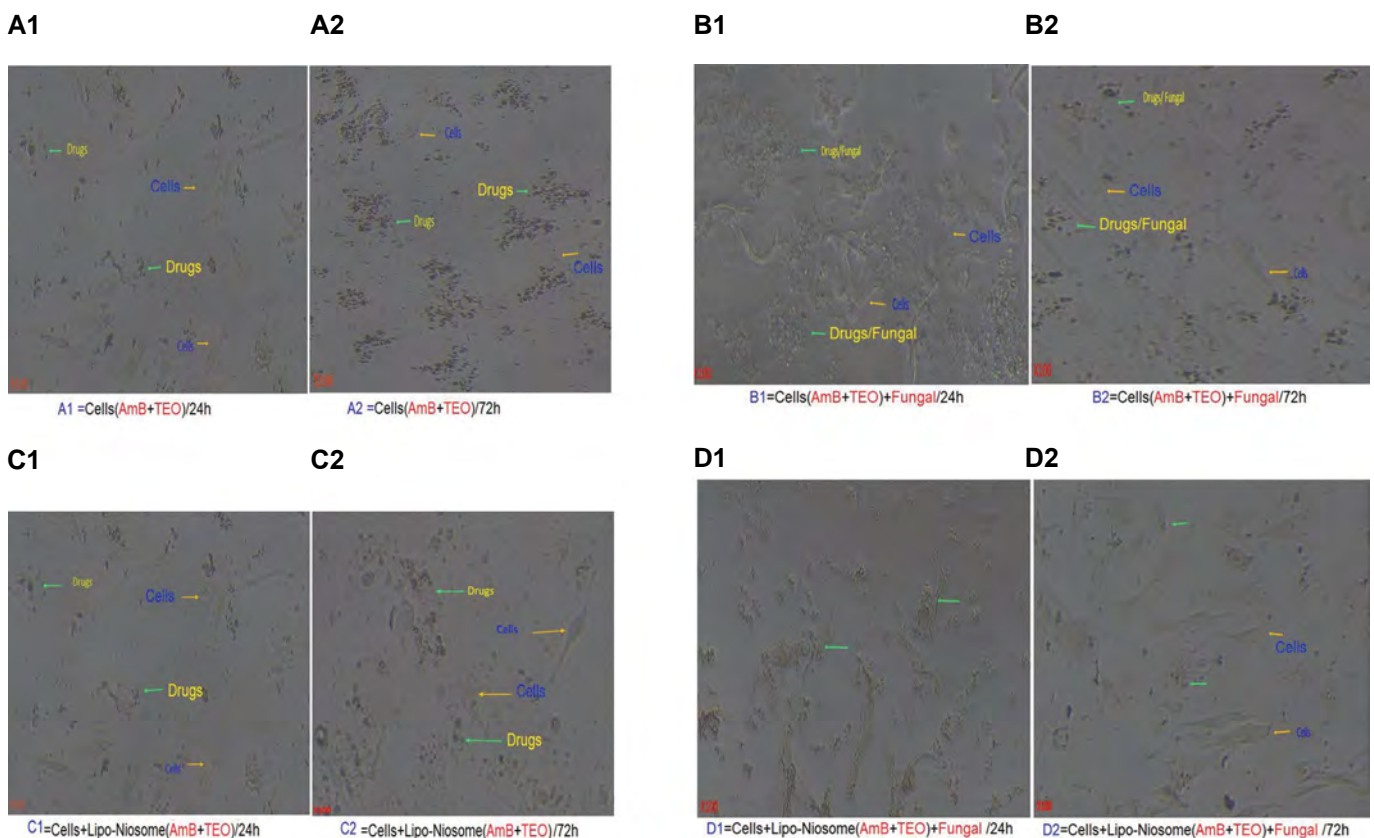 A1
A2
B1
B2
Drugs
Cells
Drugs
Cells
Cells
Drugs
Drugs
Cells
Drugs/Fungal
Cells
Cells
Drugs/Fungal
Drugs/Fungal
Cells
Drugs/Fungal
Cells
A1 =Cells(AmB+TEO)/24h
A2 =Cells(AmB+TEO)/72h
B1=Cells(AmB+TEO)+Fungal/24h
B2=Cells(AmB+TEO)+Fungal/72h
C1
C2
D1
D2
Drugs
Cells
Drugs
Cells
Drugs
Cells
Cells
Drugs
Cells
Cells
C1=Cells+Lipo-Niosome(AmB+TEO)/24h
C2 =Cells+Lipo-Niosome(AmB+TEO)/72h
D1=Cells+Lipo-Niosome(AmB+TEO)+Fungal /24h
D2=Cells+Lipo-Niosome(AmB+TEO)+Fungal /72h